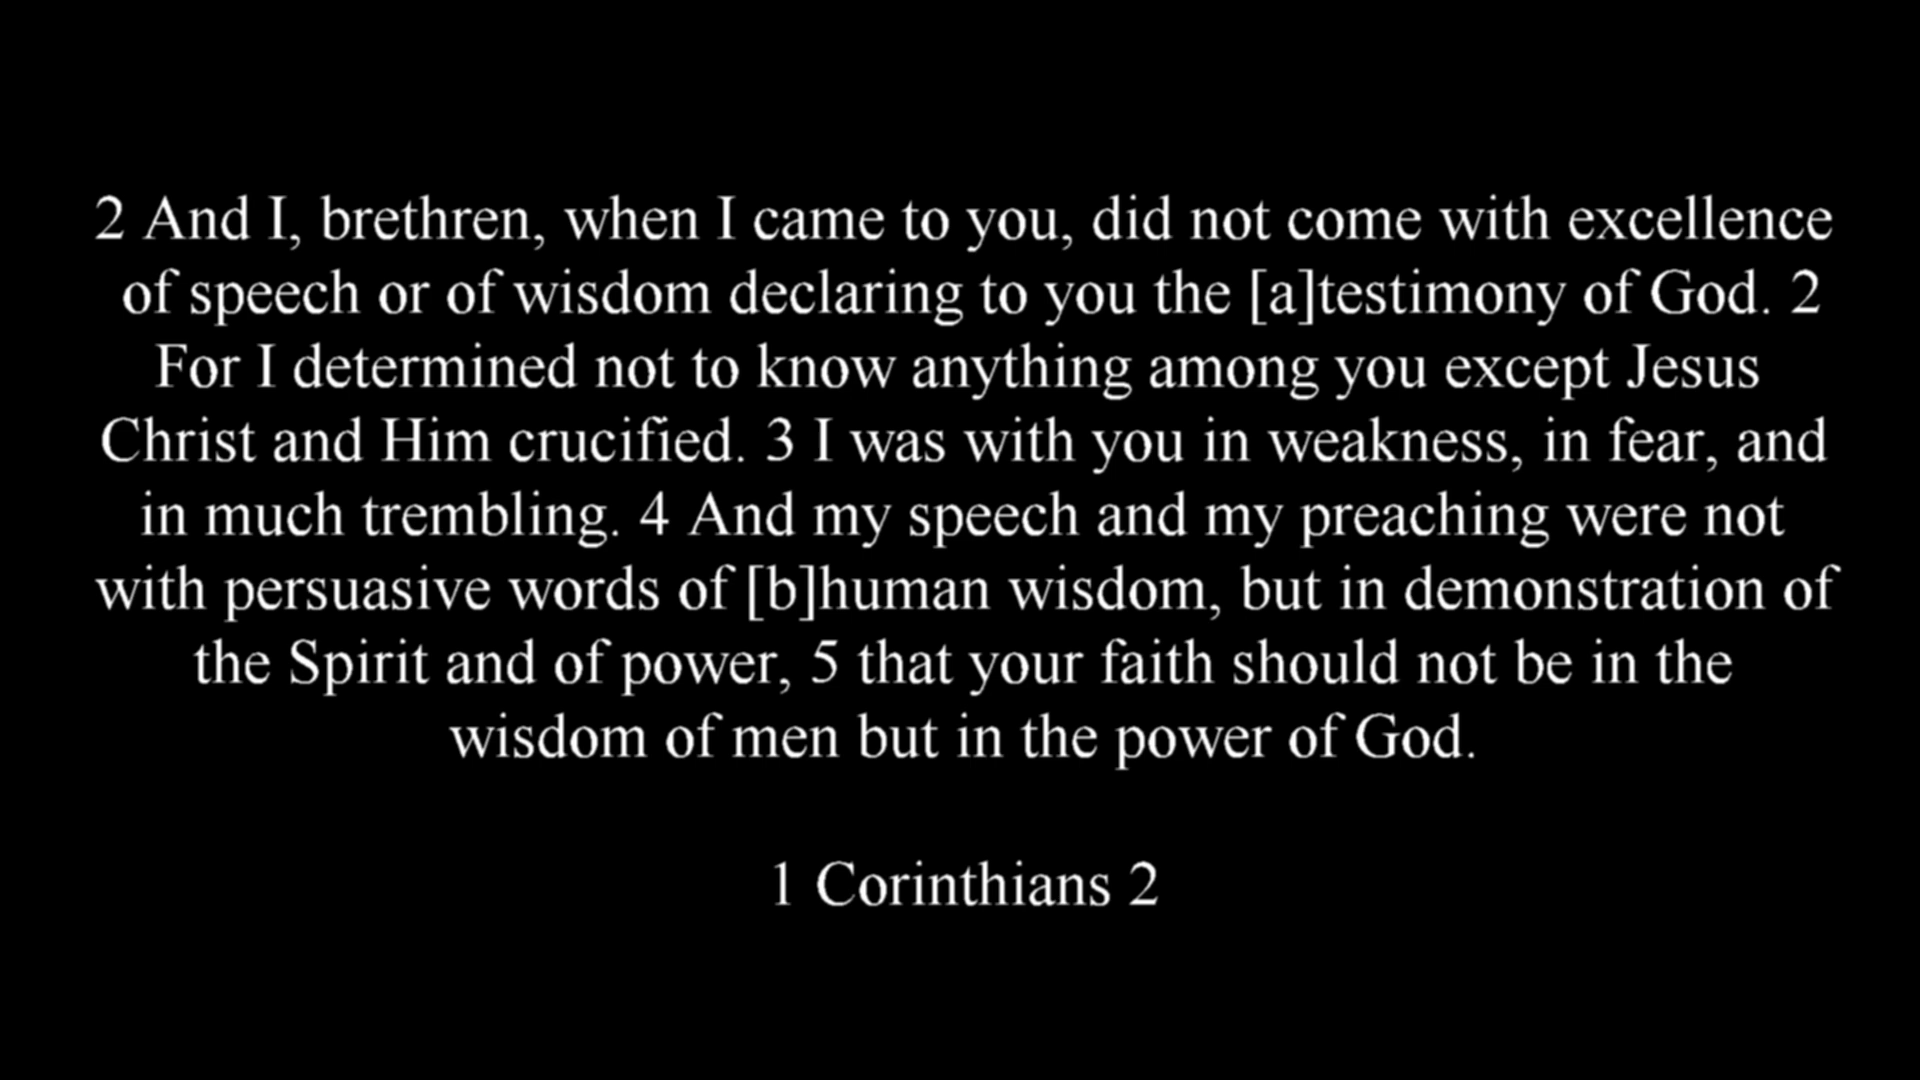 2 And I, brethren, when I came to you, did not come with excellence
of speech or of wisdom declaring to you the [a]testimony of God. 2
For I determined not to know anything among you except Jesus
Christ and Him crucified. 3 I was with you in weakness, in fear, and
in much trembling. 4 And my speech and my preaching were not
with persuasive words of [b]human wisdom, but in demonstration of
the Spirit and of power, 5 that your faith should not be in the
wisdom of men but in the power of God.
1 Corinthians 2